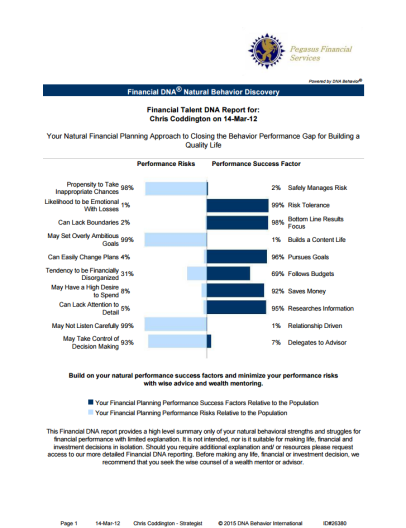 Pegasus Financial
Services
Powered by DNA Behavior®
Financial DNA® Natural Behavior Discovery
Financial Talent DNA Report for:
Chris Coddington on 14-Mar-12
Your Natural Financial Planning Approach to Closing the Behavior Performance Gap for Building a
Quality Life
Performance Risks Performance Success Factor
Propensity to Take
Inappropriate Chances 98% 2% Safely Manages Risk
Likelihood to be Emotional
With Losses 1% 99% Risk Tolerance
Can Lack Boundaries 2% 98% Bottom Line Results
Focus
May Set Overly Ambitious
Goals 99% 1% Builds a Content Life
Can Easily Change Plans 4% 96% Pursues Goals
Tendency to be Financially
Disorganized 31% 69% Follows Budgets
May Have a High Desire
to Spend 8% 92% Saves Money
Can Lack Attention to
Detail 5% 95% Researches Information
May Not Listen Carefully 99% 1% Relationship Driven
May Take Control of
Decision Making 93% 7% Delegates to Advisor
Build on your natural performance success factors and minimize your performance risks
with wise advice and wealth mentoring.
Your Financial Planning Performance Success Factors Relative to the Population
Your Financial Planning Performance Risks Relative to the Population
This Financial DNA report provides a high level summary only of your natural behavioral strengths and struggles for
financial performance with limited explanation. It is not intended, nor is it suitable for making life, financial and
investment decisions in isolation. Should you require additional explanation and/ or resources please request
access to our more detailed Financial DNA reporting. Before making any life, financial or investment decision, we
recommend that you seek the wise counsel of a wealth mentor or advisor.
Page 1 14-Mar-12 Chris Coddington - Strategist © 2015 DNA Behavior International ID#26380